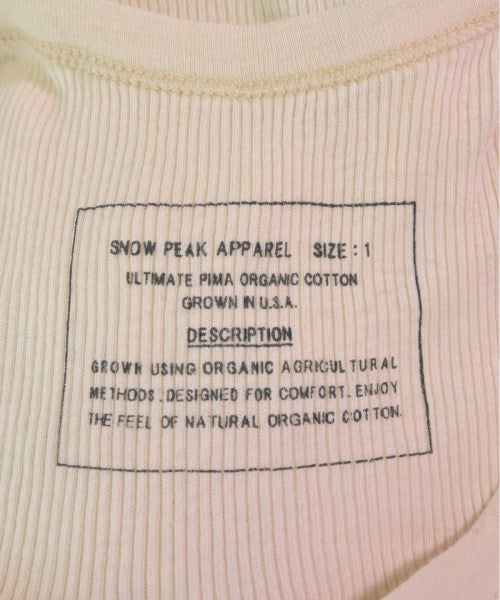 SNOW PEAK APPAREL SIZE : 1
ULTIMATE PIMA ORGANIC COTTON
GROWN IN U.S.A.
DESCRIPTION
GROWN USING ORGANIC AGRICULTURAL
METHODS. DESIGNED FOR COMFORT. ENJOY
THE FEEL OF NATURAL ORGANIC COTTON.